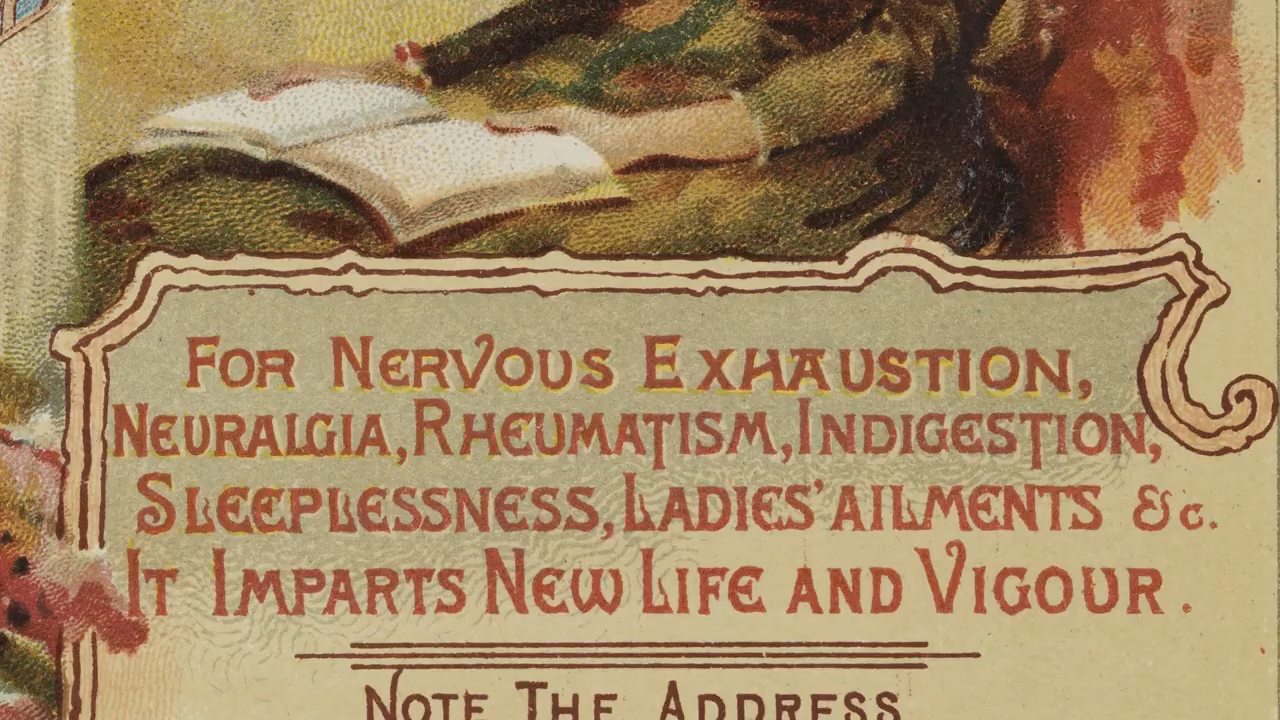 For Nervous Exhaustion,
Neuralgia, Rheumatism, Indigestion,
Sleeplessness, Ladies' ailments &c.
It Imparts New Life and Vigour.
Note The Address